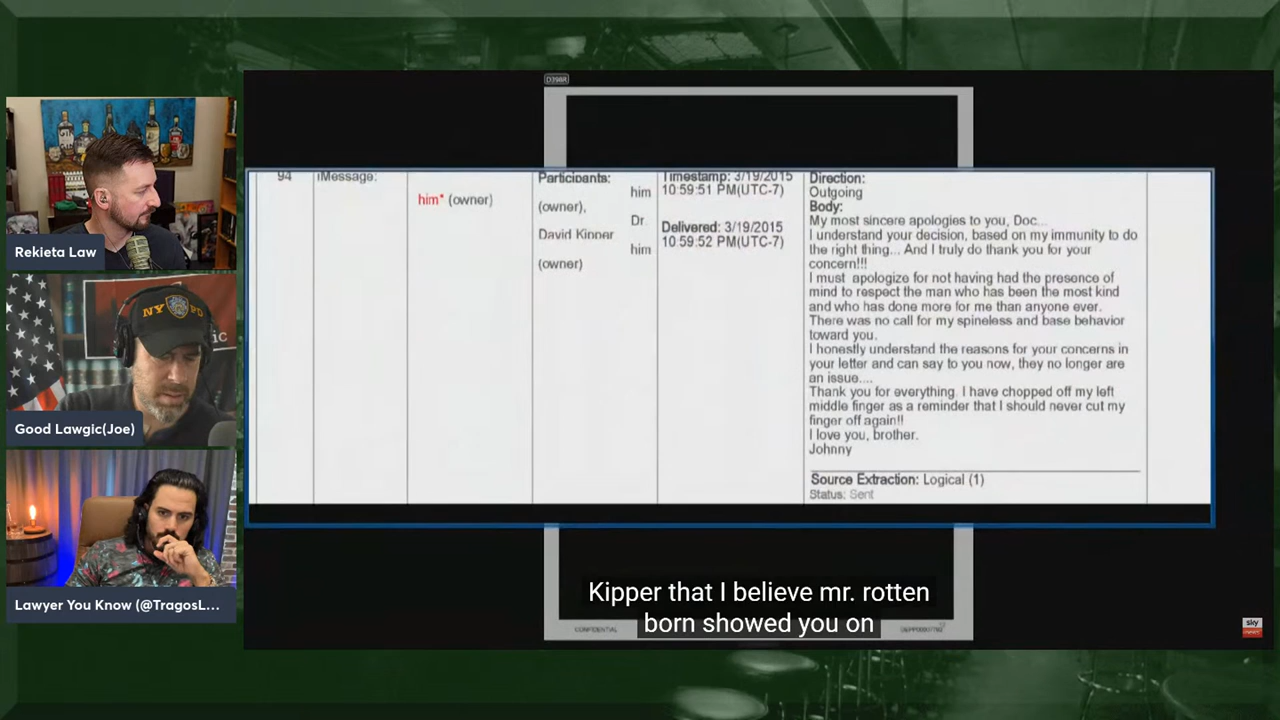 D398R
94
iMessage:
him* (owner)
Participants:
him
(owner),
Dr.
David Kipper
him
(owner)
Timestamp: 3/19/2015
10:59:51 PM(UTC-7)
Delivered: 3/19/2015
10:59:52 PM(UTC-7)
Direction:
Outgoing
Body:
My most sincere apologies to you, Doc...
I understand your decision, based on my immunity to do
the right thing... And I truly do thank you for your
concern!!!
I must apologize for not having had the presence of
mind to respect the man who has been the most kind
and who has done more for me than anyone ever.
There was no call for my spineless and base behavior
toward you.
I honestly understand the reasons for your concerns in
your letter and can say to you now, they no longer are
an issue....
Thank you for everything. I have chopped off my left
middle finger as a reminder that I should never cut my
finger off again!!
I love you, brother.
Johnny
Source Extraction: Logical (1)
Status: Sent
Rekieta Law
NYPD
IC
Good Lawgic(Joe)
Lawyer You Know (@TragosL...
Kipper that I believe mr. rotten
born showed you on
CONFIDENTIAL
sky
news